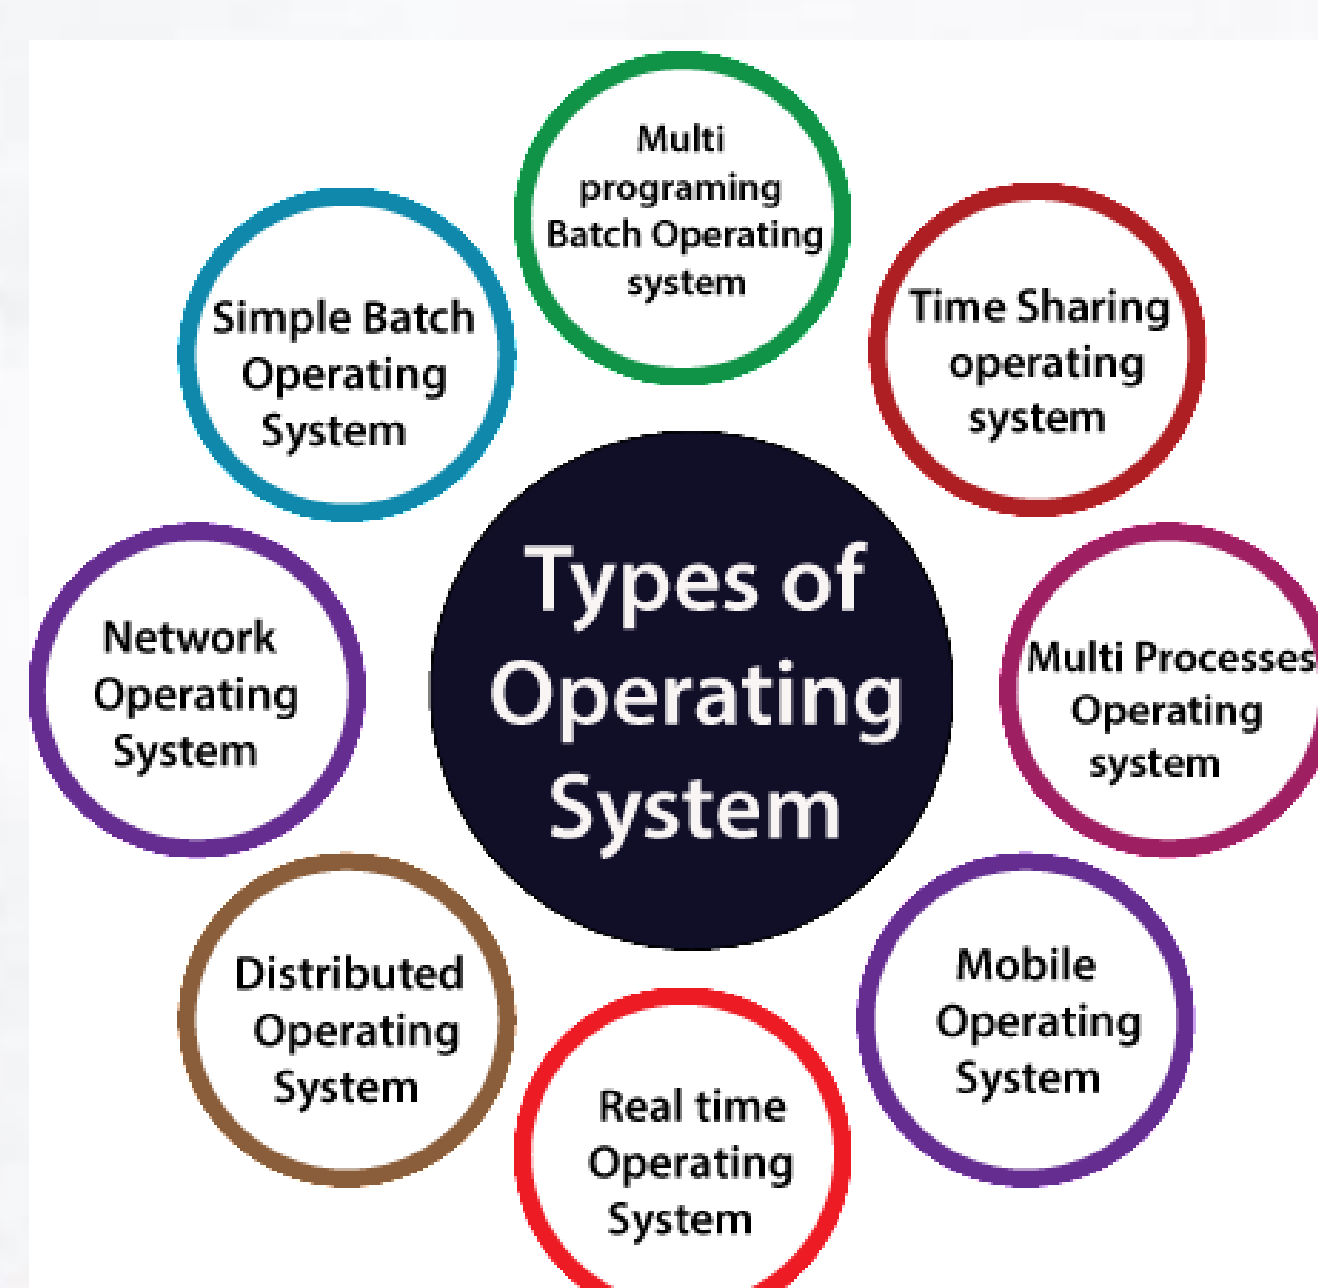 Multi
programing
Batch Operating
system
Simple Batch
Operating
System
Time Sharing
operating
system
Types of
Operating
System
Network
Operating
System
Multi Processes
Operating
system
Distributed
Operating
System
Mobile
Operating
System
Real time
Operating
System